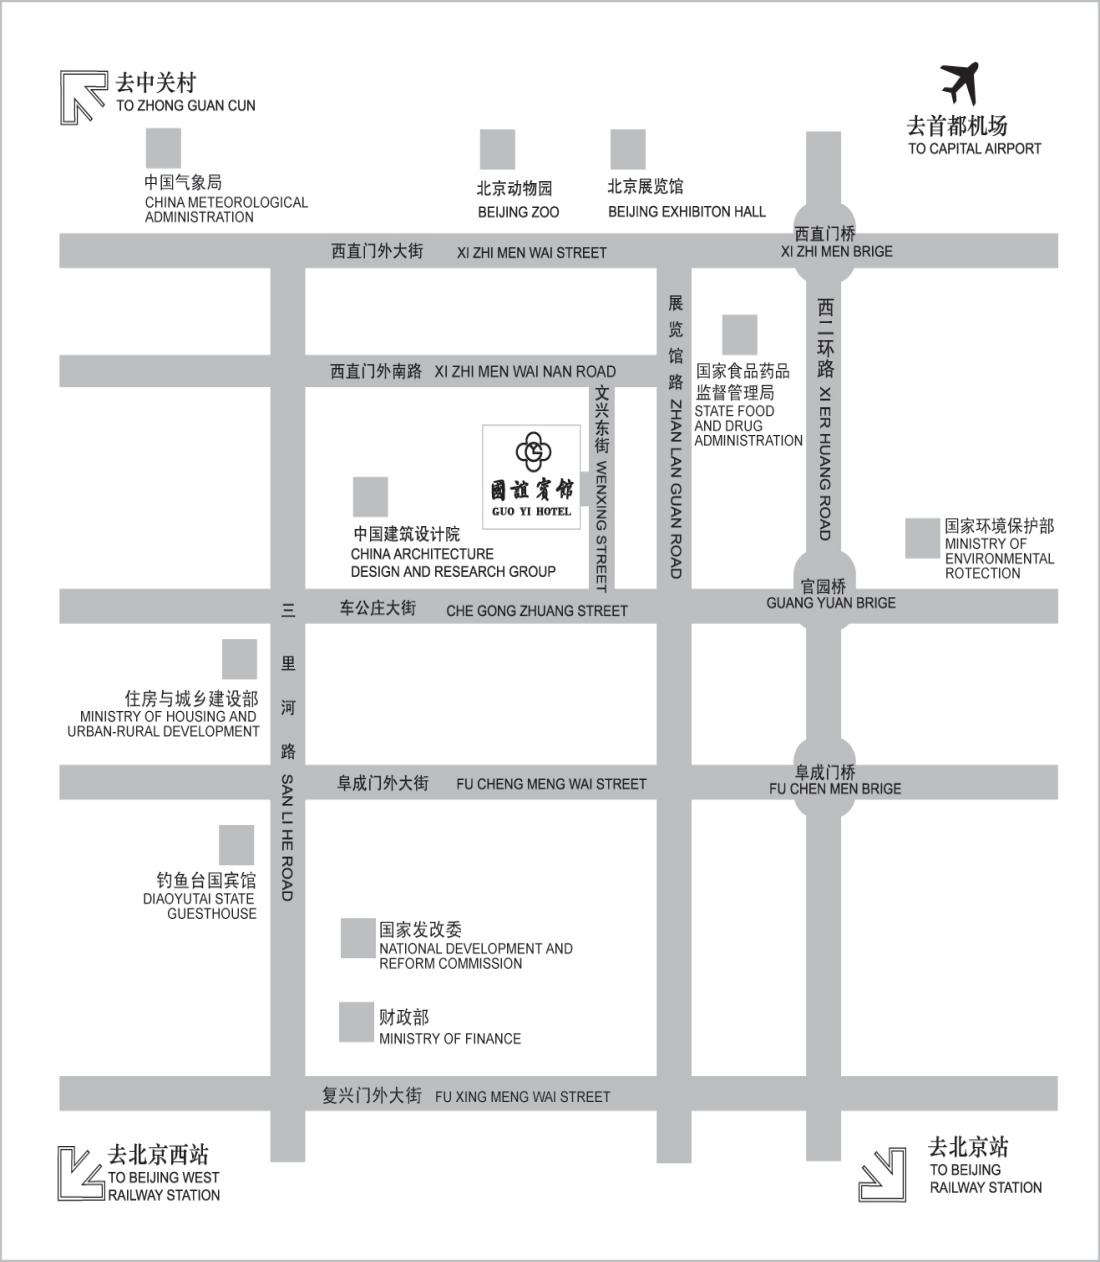 去中关村
TO ZHONG GUAN CUN
去首都机场
TO CAPITAL AIRPORT
中国气象局
CHINA METEOROLOGICAL
ADMINISTRATION
北京动物园
BEIJING ZOO
北京展览馆
BEIJING EXHIBITON HALL
西直门外大街 XI ZHI MEN WAI STREET
西直门桥
XI ZHI MEN BRIGE
展览馆路 ZHAN LAN GUAN ROAD
西二环路 XI ER HUANG ROAD
国家食品药品
监督管理局
STATE FOOD
AND DRUG
ADMINISTRATION
西直门外南路 XI ZHI MEN WAI NAN ROAD
文兴东街 WENXING STREET
國誼賓館
GUO YI HOTEL
中国建筑设计院
CHINA ARCHITECTURE
DESIGN AND RESEARCH GROUP
国家环境保护部
MINISTRY OF
ENVIRONMENTAL
ROTECTION
官园桥
GUANG YUAN BRIGE
车公庄大街 CHE GONG ZHUANG STREET
三里河路 SAN LI HE ROAD
住房与城乡建设部
MINISTRY OF HOUSING AND
URBAN-RURAL DEVELOPMENT
阜成门外大街 FU CHENG MENG WAI STREET
阜成门桥
FU CHEN MEN BRIGE
钓鱼台国宾馆
DIAOYUTAI STATE
GUESTHOUSE
国家发改委
NATIONAL DEVELOPMENT AND
REFORM COMMISSION
财政部
MINISTRY OF FINANCE
复兴门外大街 FU XING MENG WAI STREET
去北京西站
TO BEIJING WEST
RAILWAY STATION
去北京站
TO BEIJING
RAILWAY STATION